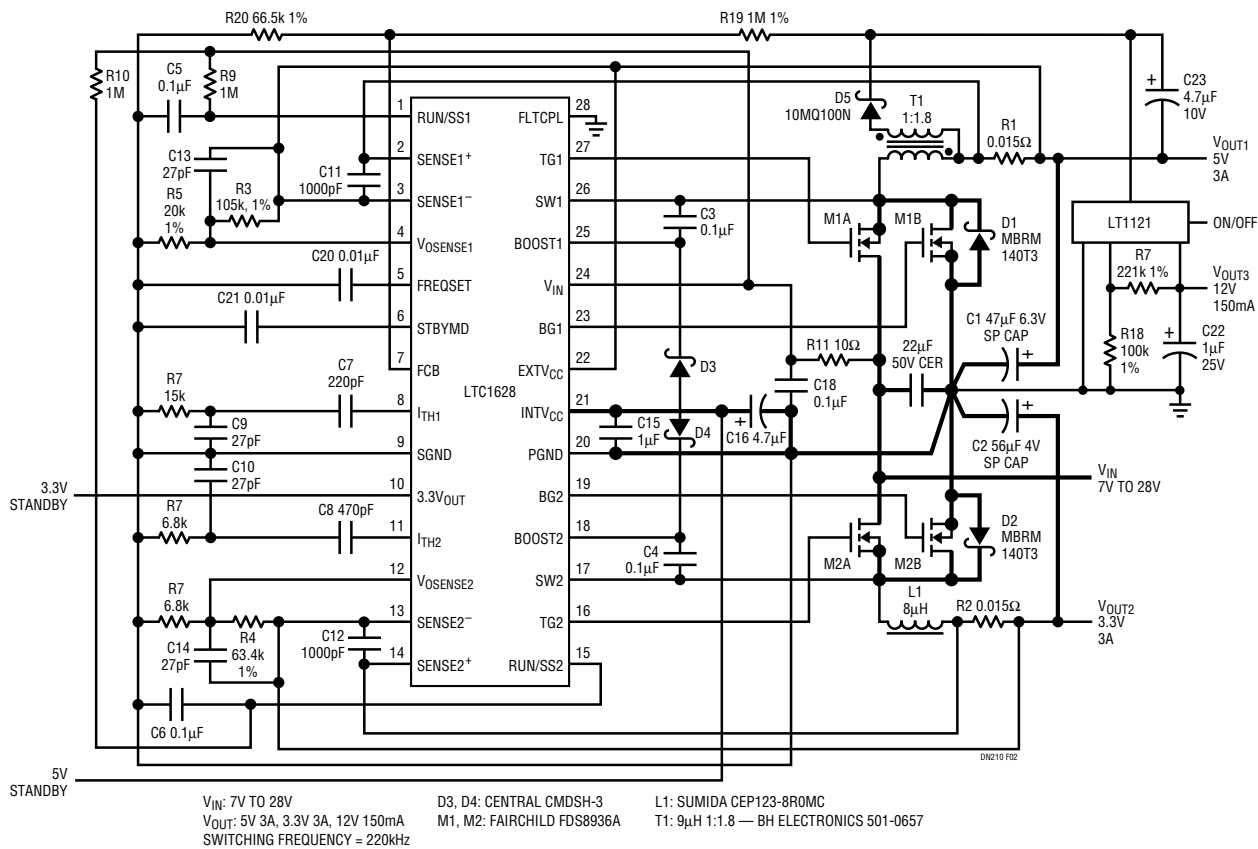 R20 66.5k 1%
R19 1M 1%
R10
1M
C5
0.1µF
R9
1M
C23
4.7µF
10V
+
D5
10MQ100N
T1
1:1.8
R1
0.015Ω
VOUT1
5V
3A
1
RUN/SS1
28
FLTCPL
2
SENSE1+
27
TG1
3
SENSE1–
26
SW1
4
VOSENSE1
25
BOOST1
5
FREQSET
24
VIN
6
STBYMD
23
BG1
7
FCB
22
EXTVCC
LTC1628
8
ITH1
21
INTVCC
9
SGND
20
PGND
10
3.3VOUT
19
BG2
11
ITH2
18
BOOST2
12
VOSENSE2
17
SW2
13
SENSE2–
16
TG2
14
SENSE2+
15
RUN/SS2
C13
27pF
C11
1000pF
R5
20k
1%
R3
105k, 1%
C20 0.01µF
C21 0.01µF
R7
15k
C7
220pF
C9
27pF
C10
27pF
3.3V
STANDBY
R7
6.8k
C8 470pF
R7
6.8k
R4
63.4k
1%
C14
27pF
C12
1000pF
C6 0.1µF
5V
STANDBY
C3
0.1µF
M1A
M1B
D1
MBRM
140T3
LT1121
ON/OFF
R7
221k 1%
VOUT3
12V
150mA
R18
100k
1%
+
C22
1µF
25V
C1 47µF 6.3V
SP CAP
+
R11 10Ω
22µF
50V CER
D3
D4
C18
0.1µF
C15
1µF
+
C16 4.7µF
+
C2 56µF 4V
SP CAP
VIN
7V TO 28V
M2A
M2B
D2
MBRM
140T3
C4
0.1µF
L1
8µH
R2 0.015Ω
VOUT2
3.3V
3A
DN210 F02
VIN: 7V TO 28V
VOUT: 5V 3A, 3.3V 3A, 12V 150mA
SWITCHING FREQUENCY = 220kHz
D3, D4: CENTRAL CMDSH-3
M1, M2: FAIRCHILD FDS8936A
L1: SUMIDA CEP123-8R0MC
T1: 9µH 1:1.8 — BH ELECTRONICS 501-0657